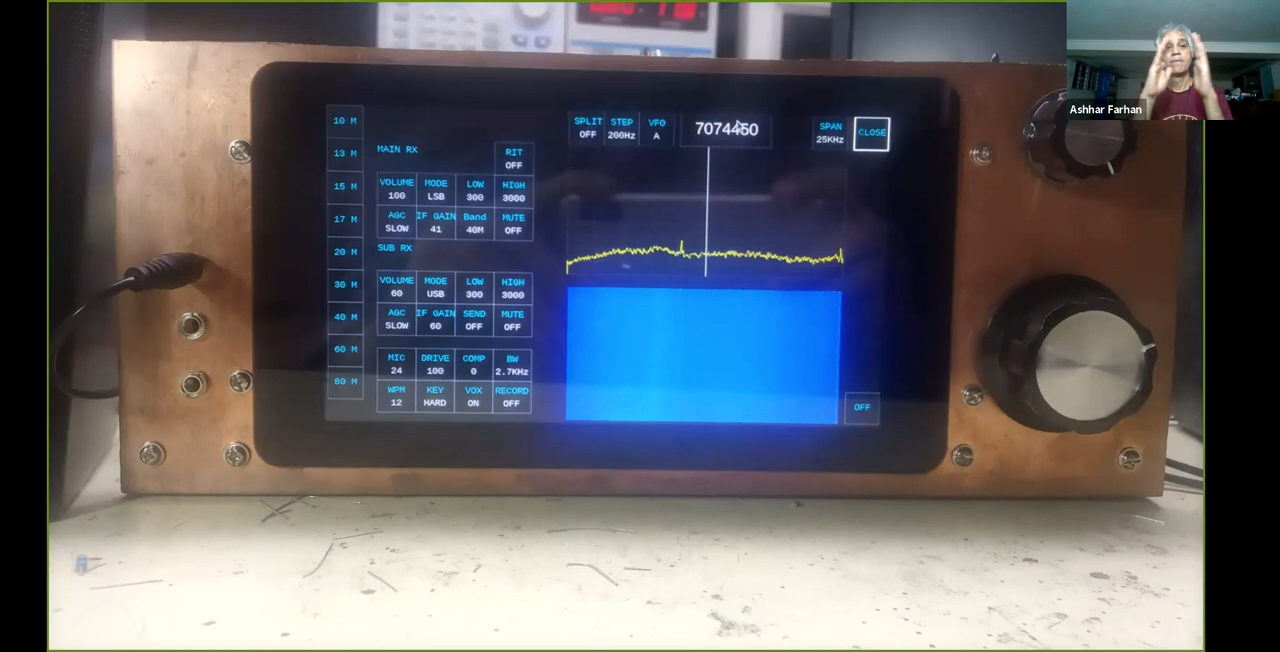 Ashhar Farhan
10 M
13 M
15 M
17 M
20 M
30 M
40 M
60 M
80 M
MAIN RX
RIT
OFF
VOLUME MODE LOW HIGH
100 LSB 300 3000
AGC IF GAIN Band MUTE
SLOW 41 40M OFF
SUB RX
VOLUME MODE LOW HIGH
60 USB 300 3000
AGC IF GAIN SEND MUTE
SLOW 60 OFF OFF
MIC DRIVE COMP BW
24 100 0 2.7KHz
WPM KEY VOX RECORD
12 HARD ON OFF
SPLIT STEP VFO
OFF 200Hz A
7074450
SPAN
25KHz
CLOSE
OFF